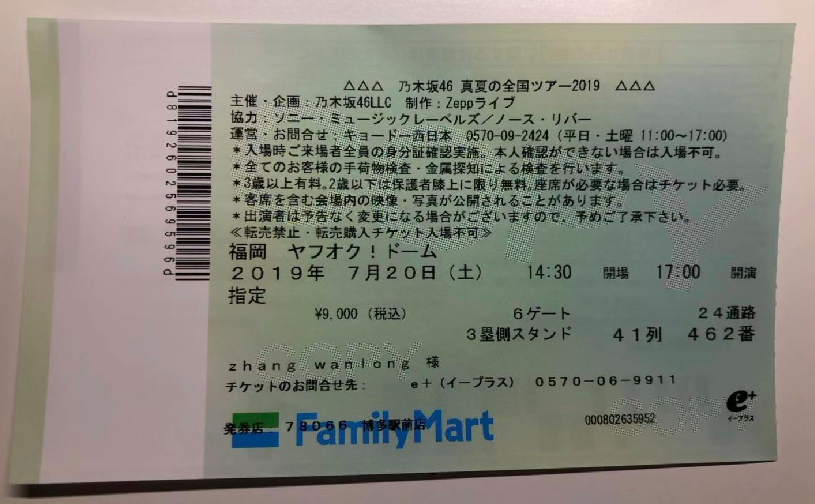 △△△ 乃木坂46 真夏の全国ツアー2019 △△△
主催・企画：乃木坂46LLC 制作：Zeppライブ
協力：ソニー・ミュージックレーベルズ／ノース・リバー
運営・お問合せ：キョードー西日本 0570-09-2424（平日・土曜 11:00～17:00）
＊入場時ご来場者全員の身分証確認実施。本人確認ができない場合は入場不可。
＊全てのお客様の手荷物検査・金属探知による検査を行います。
＊3歳以上有料。2歳以下は保護者膝上に限り無料,座席が必要な場合はチケット必要。
＊客席を含む会場内の映像・写真が公開されることがあります。
＊出演者は予告なく変更になる場合がございますので、予めご了承下さい。
≪転売禁止・転売購入チケット入場不可≫
福岡 ヤフオク！ドーム
2019年 7月20日（土） 14:30 開場 17:00 開演
指定
¥9,000（税込） 6ゲート 24通路
3塁側スタンド 41列 462番
zhang wanlong 様
チケットのお問合せ先： e+（イープラス） 0570-06-9911
e+
イープラス
発券店：78066 博多駅前店
FamilyMart
000802635952
d8192602569596d
COPY